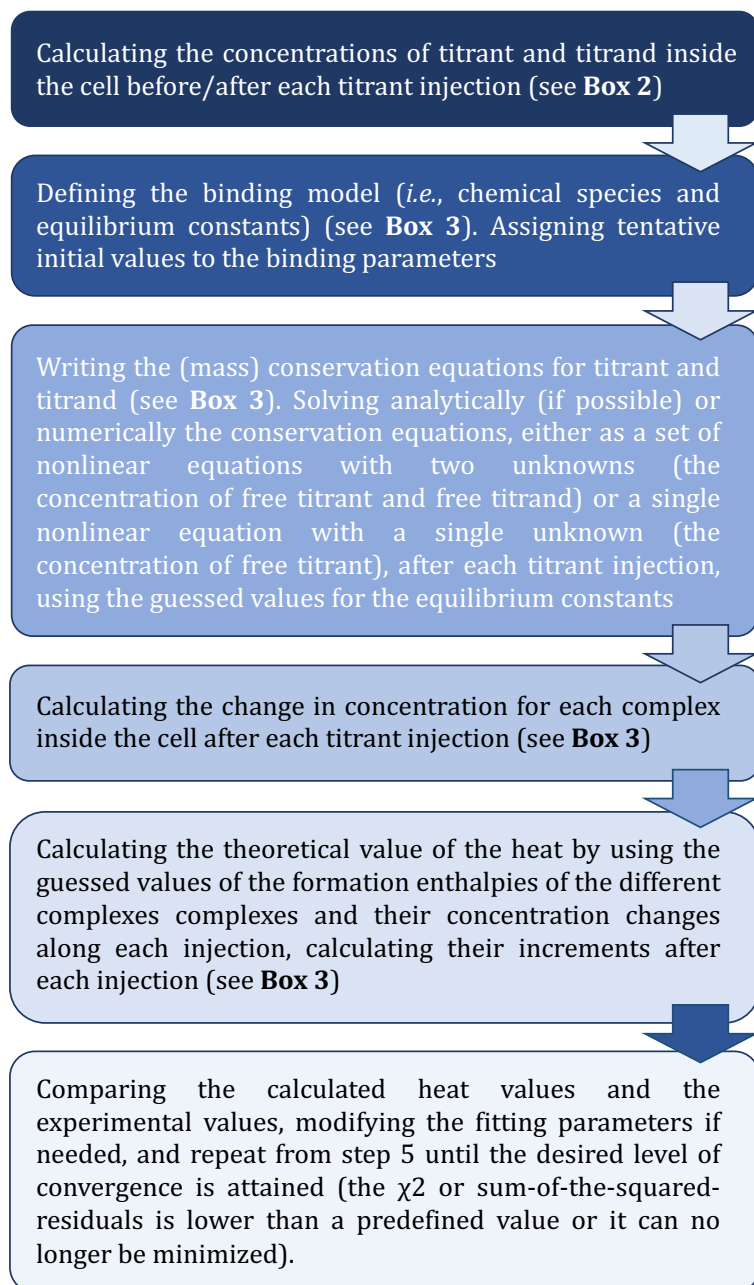 Calculating the concentrations of titrant and titrand inside
the cell before/after each titrant injection (see Box 2)
Defining the binding model (i.e., chemical species and
equilibrium constants) (see Box 3). Assigning tentative
initial values to the binding parameters
Writing the (mass) conservation equations for titrant and
titrand (see Box 3). Solving analytically (if possible) or
numerically the conservation equations, either as a set of
nonlinear equations with two unknowns (the
concentration of free titrant and free titrand) or a single
nonlinear equation with a single unknown (the
concentration of free titrant), after each titrant injection,
using the guessed values for the equilibrium constants
Calculating the change in concentration for each complex
inside the cell after each titrant injection (see Box 3)
Calculating the theoretical value of the heat by using the
guessed values of the formation enthalpies of the different
complexes complexes and their concentration changes
along each injection, calculating their increments after
each injection (see Box 3)
Comparing the calculated heat values and the
experimental values, modifying the fitting parameters if
needed, and repeat from step 5 until the desired level of
convergence is attained (the χ2 or sum-of-the-squared-
residuals is lower than a predefined value or it can no
longer be minimized).